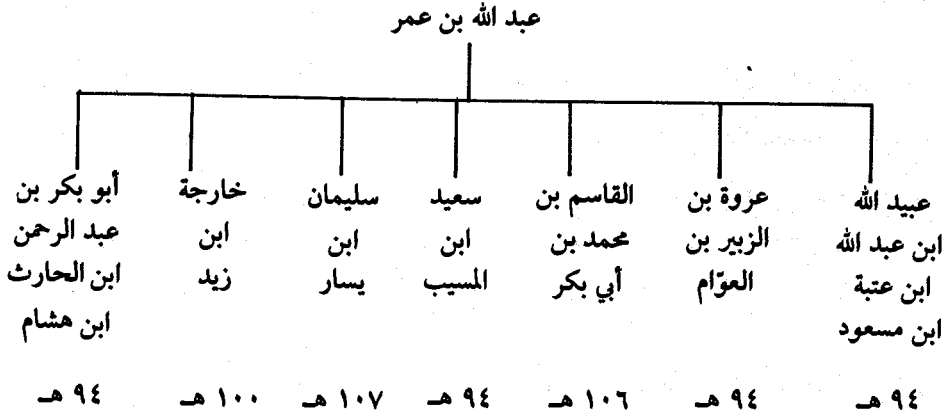 عبد الله بن عمر
عبيد الله
ابن عبد الله
ابن عتبة
ابن مسعود
٩٤ هـ
عروة بن
الزبير بن
العوّام
٩٤ هـ
القاسم بن
محمد بن
أبي بكر
١٠٦ هـ
سعيد
ابن
المسيب
٩٤ هـ
سليمان
ابن
يسار
١٠٧ هـ
خارجة
ابن
زيد
١٠٠ هـ
أبو بكر بن
عبد الرحمن
ابن الحارث
ابن هشام
٩٤ هـ